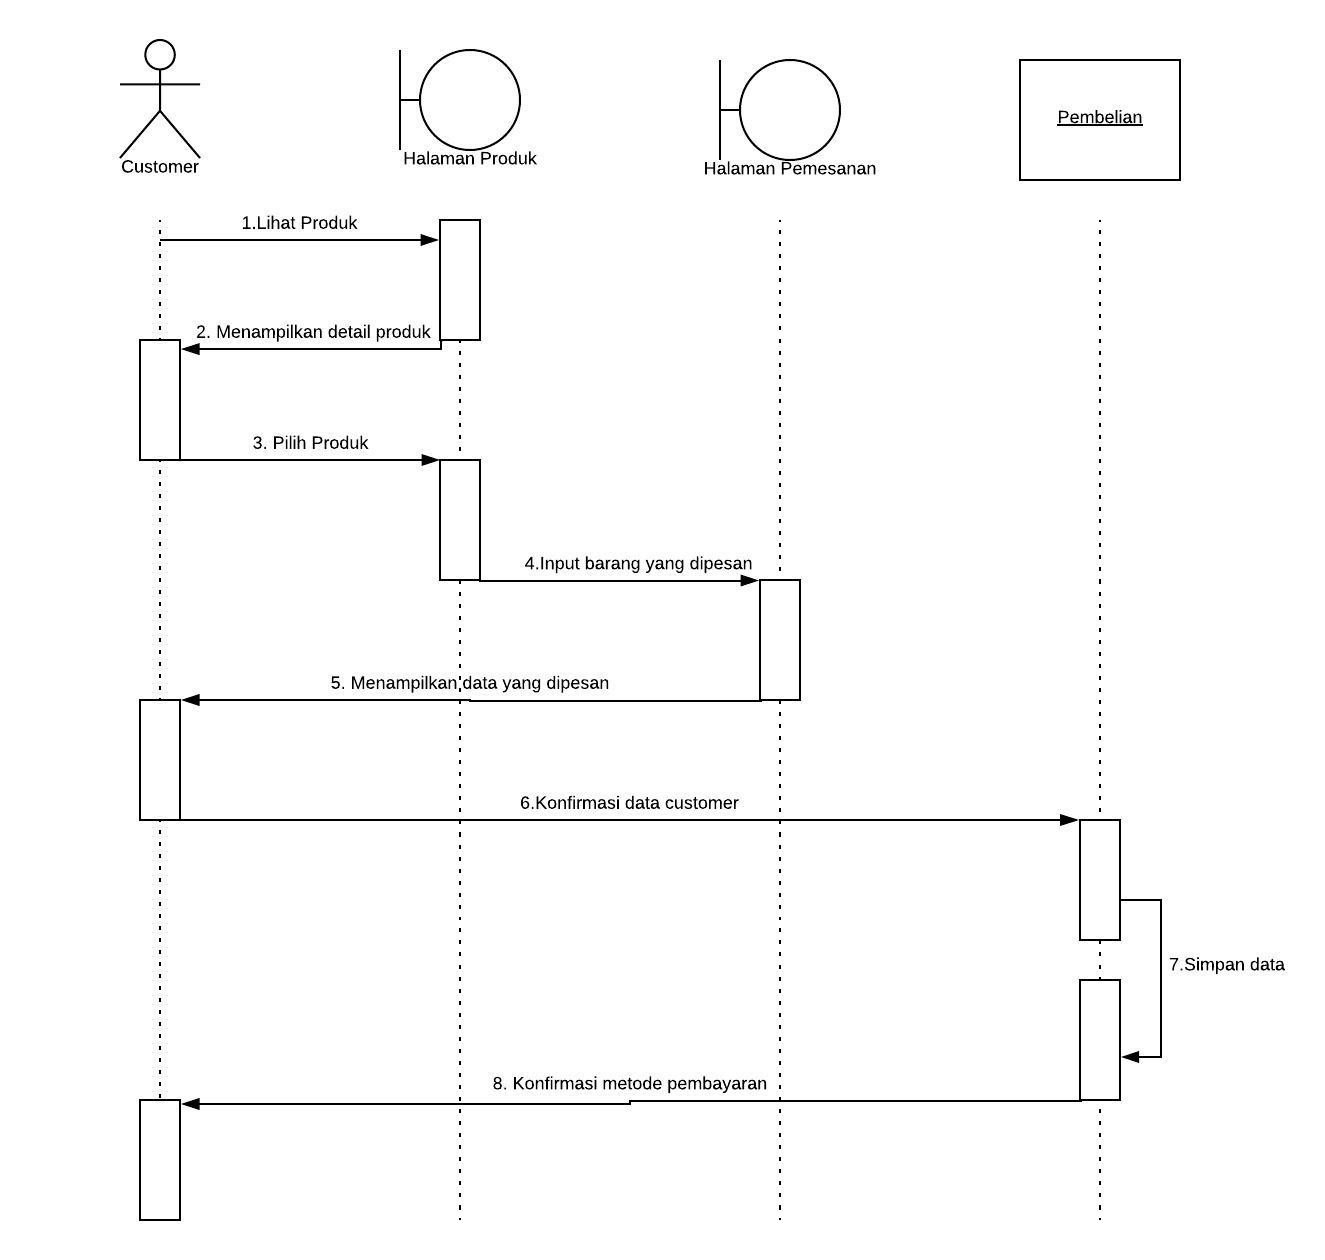 Customer
Halaman Produk
Halaman Pemesanan
Pembelian
1.Lihat Produk
2. Menampilkan detail produk
3. Pilih Produk
4.Input barang yang dipesan
5. Menampilkan data yang dipesan
6.Konfirmasi data customer
7.Simpan data
8. Konfirmasi metode pembayaran